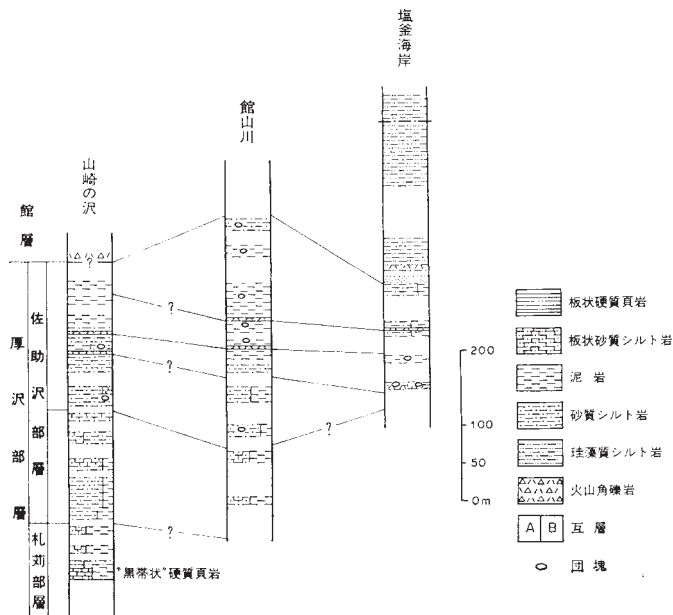 塩釜海岸
館山川
山崎の沢
館層
厚沢部層
佐助沢部層
札苅部層
?
?
?
?
?
?
"黒帯状"硬質頁岩
200
100
50
0m
板状硬質頁岩
板状砂質シルト岩
泥岩
砂質シルト岩
珪藻質シルト岩
火山角礫岩
A B 互層
団塊